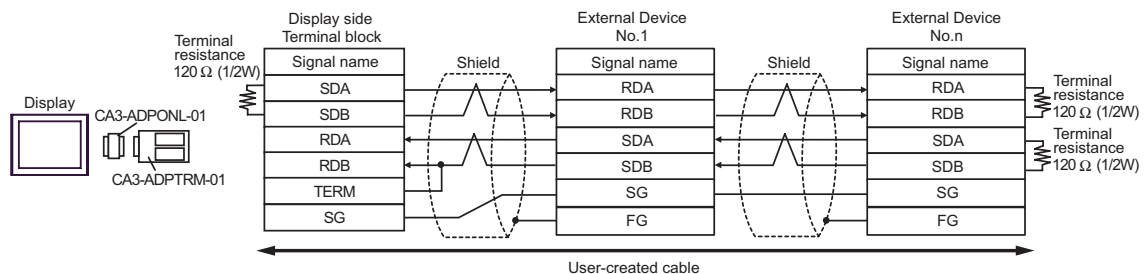 Display side
Terminal block
External Device
No.1
External Device
No.n
Terminal
resistance
120 Ω (1/2W)
Signal name
Shield
Signal name
Shield
Signal name
SDA
RDA
RDA
Terminal
resistance
120 Ω (1/2W)
Display
CA3-ADPONL-01
SDB
RDB
RDB
RDA
SDA
SDA
Terminal
resistance
120 Ω (1/2W)
RDB
SDB
SDB
CA3-ADPTRM-01
TERM
SG
SG
SG
FG
FG
User-created cable